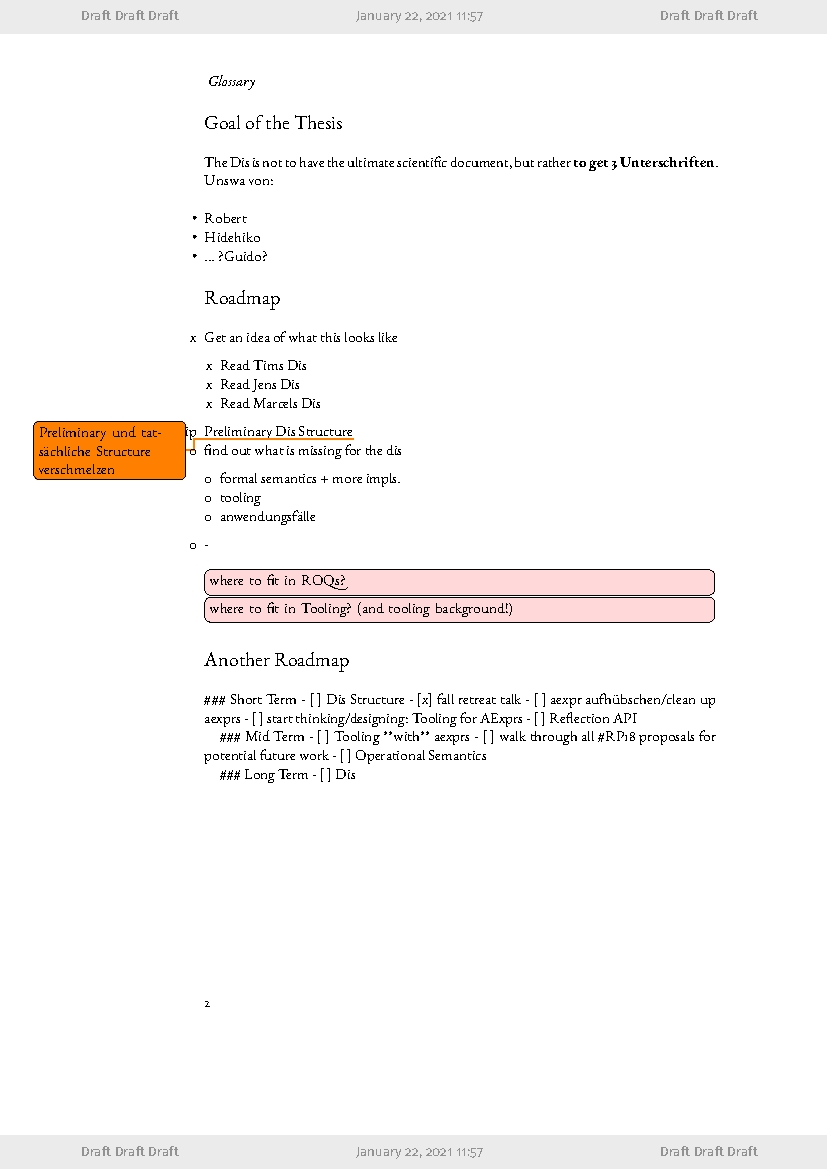 Draft Draft Draft January 22, 2021 11:57 Draft Draft Draft
Glossary
Goal of the Thesis
The Dis is not to have the ultimate scientific document, but rather to get 3 Unterschriften.
Unswa von:
• Robert
• Hidehiko
• ... ?Guido?
Roadmap
x Get an idea of what this looks like
x Read Tims Dis
x Read Jens Dis
x Read Marcels Dis
ip Preliminary Dis Structure
Preliminary und tat-
sächliche Structure
verschmelzen
o find out what is missing for the dis
o formal semantics + more impls.
o tooling
o anwendungsfälle
o -
where to fit in ROQs?
where to fit in Tooling? (and tooling background!)
Another Roadmap
### Short Term - [ ] Dis Structure - [x] fall retreat talk - [ ] aexpr aufhübschen/clean up
aexprs - [ ] start thinking/designing: Tooling for AExprs - [ ] Reflection API
### Mid Term - [ ] Tooling **with** aexprs - [ ] walk through all #RP18 proposals for
potential future work - [ ] Operational Semantics
### Long Term - [ ] Dis
2
Draft Draft Draft January 22, 2021 11:57 Draft Draft Draft